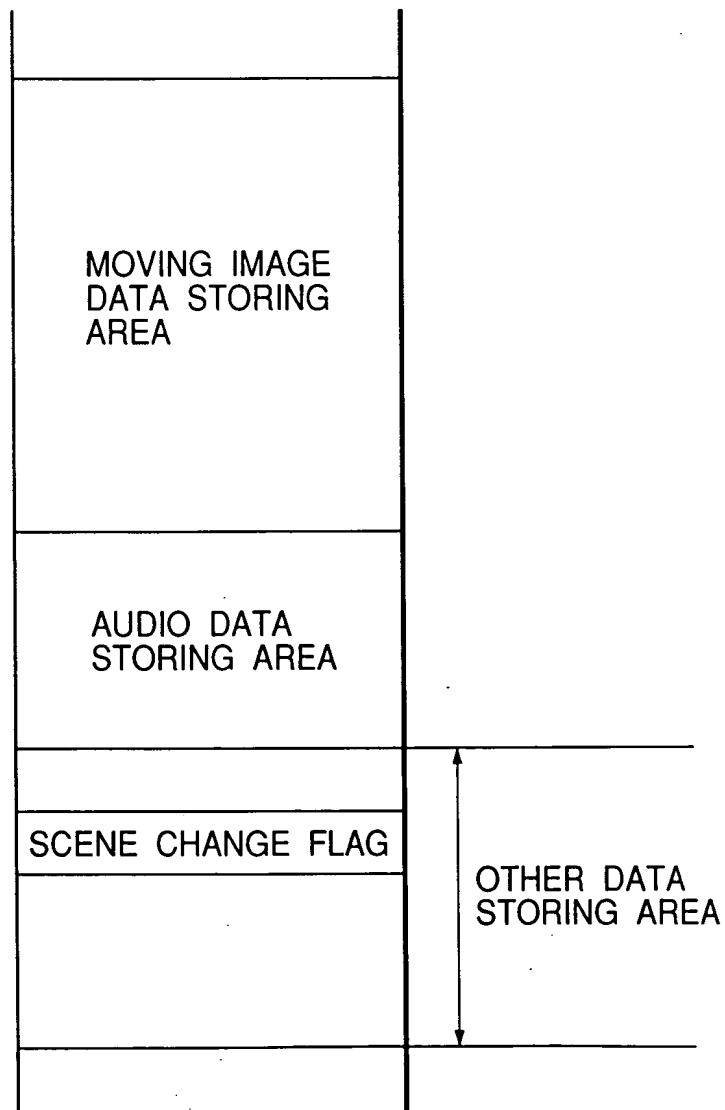 MOVING IMAGE
DATA STORING
AREA
AUDIO DATA
STORING AREA
SCENE CHANGE FLAG
OTHER DATA
STORING AREA